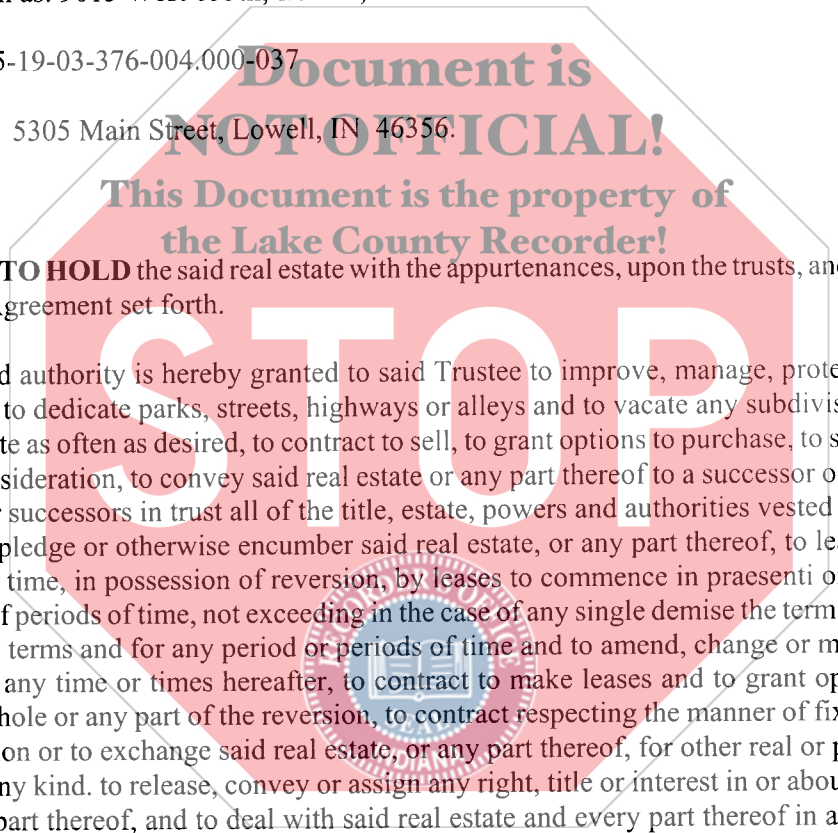 5-19-03-376-004.000-037
Document is
5305 Main Street, Lowell, IN 46356.
NOT OFFICIAL!
This Document is the property of
the Lake County Recorder!
TO HOLD the said real estate with the appurtenances, upon the trusts, and
Agreement set forth.
STOP
d authority is hereby granted to said Trustee to improve, manage, prote
to dedicate parks, streets, highways or alleys and to vacate any subdivis
te as often as desired, to contract to sell, to grant options to purchase, to s
sideration, to convey said real estate or any part thereof to a successor o
successors in trust all of the title, estate, powers and authorities vested
pledge or otherwise encumber said real estate, or any part thereof, to lea
time, in possession of reversion, by leases to commence in praesenti o
f periods of time, not exceeding in the case of any single demise the term
terms and for any period or periods of time and to amend, change or m
any time or times hereafter, to contract to make leases and to grant op
hole or any part of the reversion, to contract respecting the manner of fix
on or to exchange said real estate, or any part thereof, for other real or p
ny kind. to release, convey or assign any right, title or interest in or abou
part thereof, and to deal with said real estate and every part thereof in a
RECORDER'S OFFICE
SEAL
INDIANA